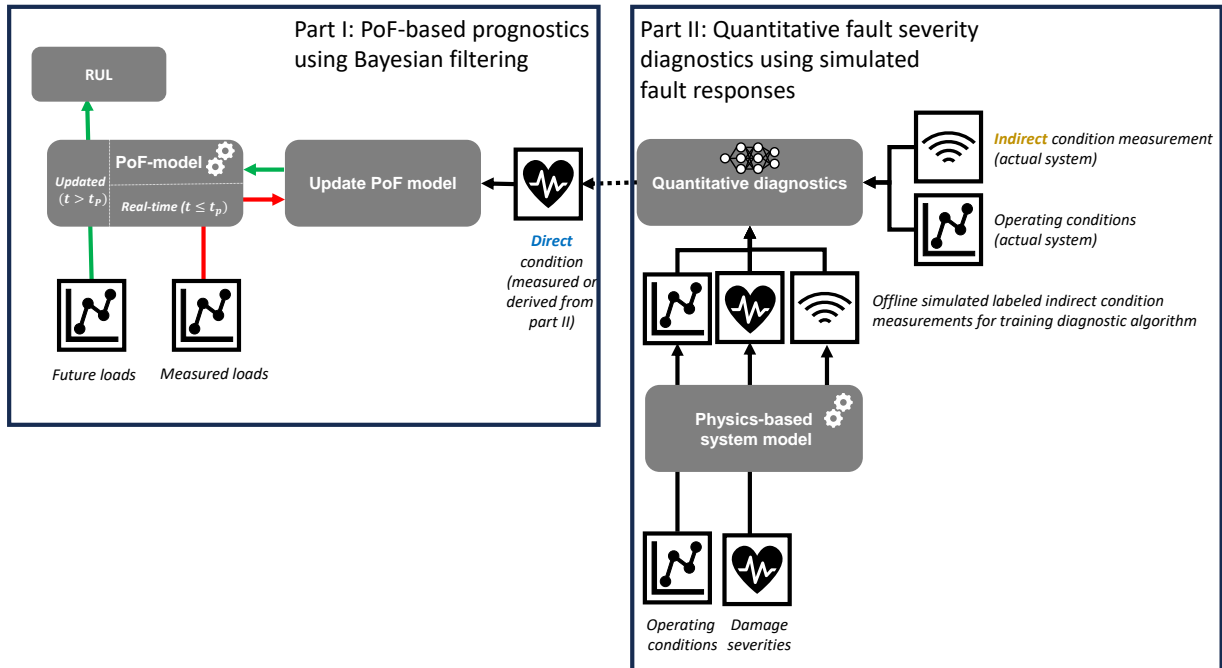 Part I: PoF-based prognostics
using Bayesian filtering
RUL
PoF-model
Updated
(t > t_P)
Real-time (t ≤ t_p)
Update PoF model
Direct
condition
(measured or
derived from
part II)
Future loads
Measured loads
Part II: Quantitative fault severity
diagnostics using simulated
fault responses
Quantitative diagnostics
Indirect condition measurement
(actual system)
Operating conditions
(actual system)
Offline simulated labeled indirect condition
measurements for training diagnostic algorithm
Physics-based
system model
Operating
conditions
Damage
severities